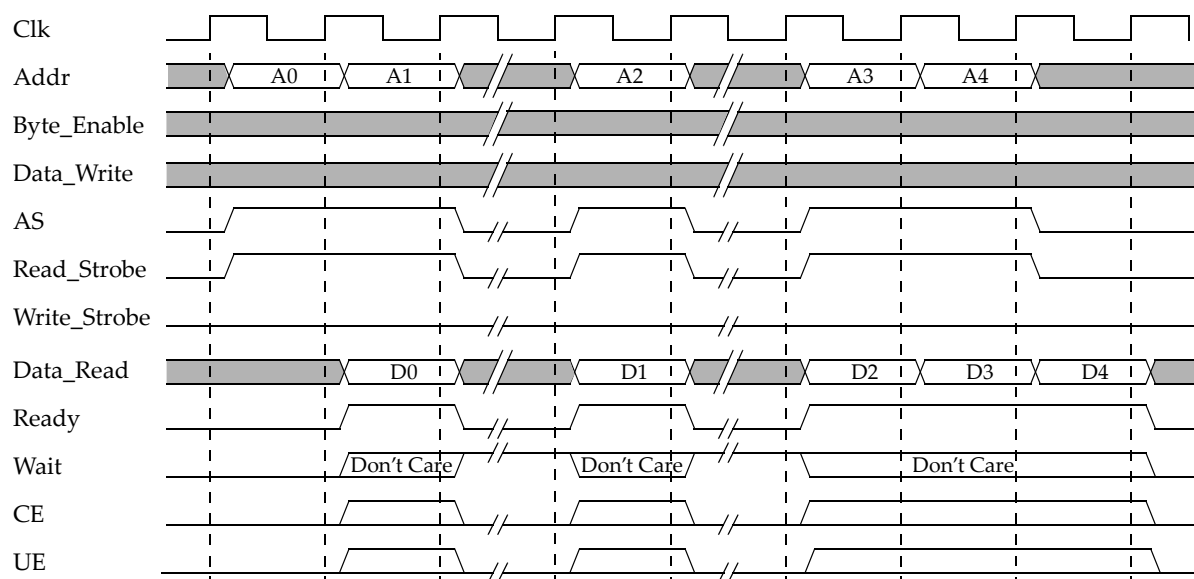 Clk
Addr A0 A1 A2 A3 A4
Byte_Enable
Data_Write
AS
Read_Strobe
Write_Strobe
Data_Read D0 D1 D2 D3 D4
Ready
Wait Don't Care Don't Care Don't Care
CE
UE